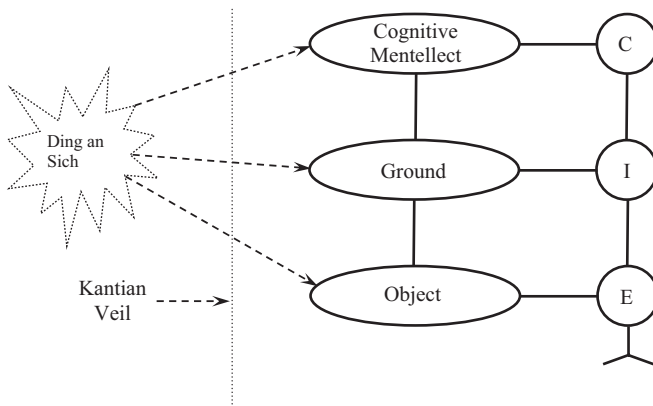 Cognitive
Mentellect
C
Ding an
Sich
Ground
I
Kantian
Veil
Object
E